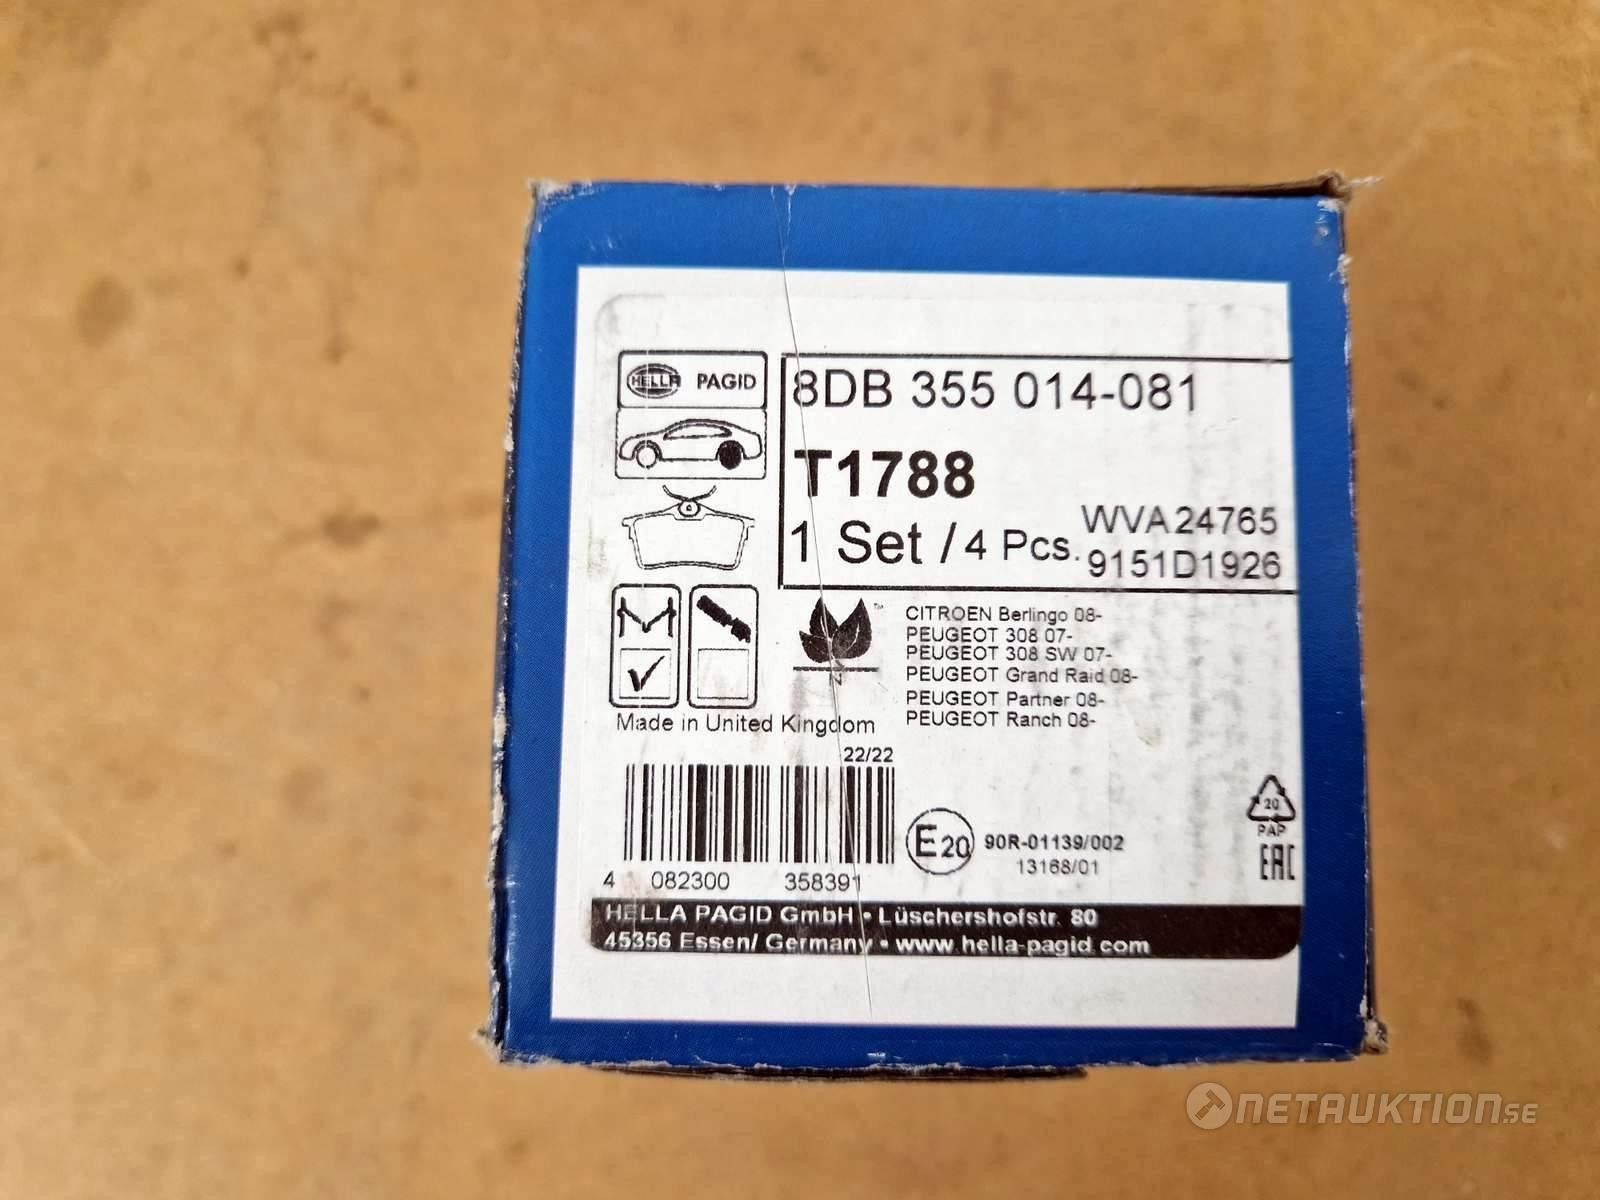 HELLA PAGID
8DB 355 014-081
T1788
1 Set / 4 Pcs.
WVA 24765
9151D1926
CITROEN Berlingo 08-
PEUGEOT 308 07-
PEUGEOT 308 SW 07-
PEUGEOT Grand Raid 08-
PEUGEOT Partner 08-
PEUGEOT Ranch 08-
TM
N
Made in United Kingdom
22/22
4 082300 358391
E20 90R-01139/002
13168/01
20
PAP
EAC
HELLA PAGID GmbH • Lüschershofstr. 80
45356 Essen/ Germany • www.hella-pagid.com
NETAUKTION.SE